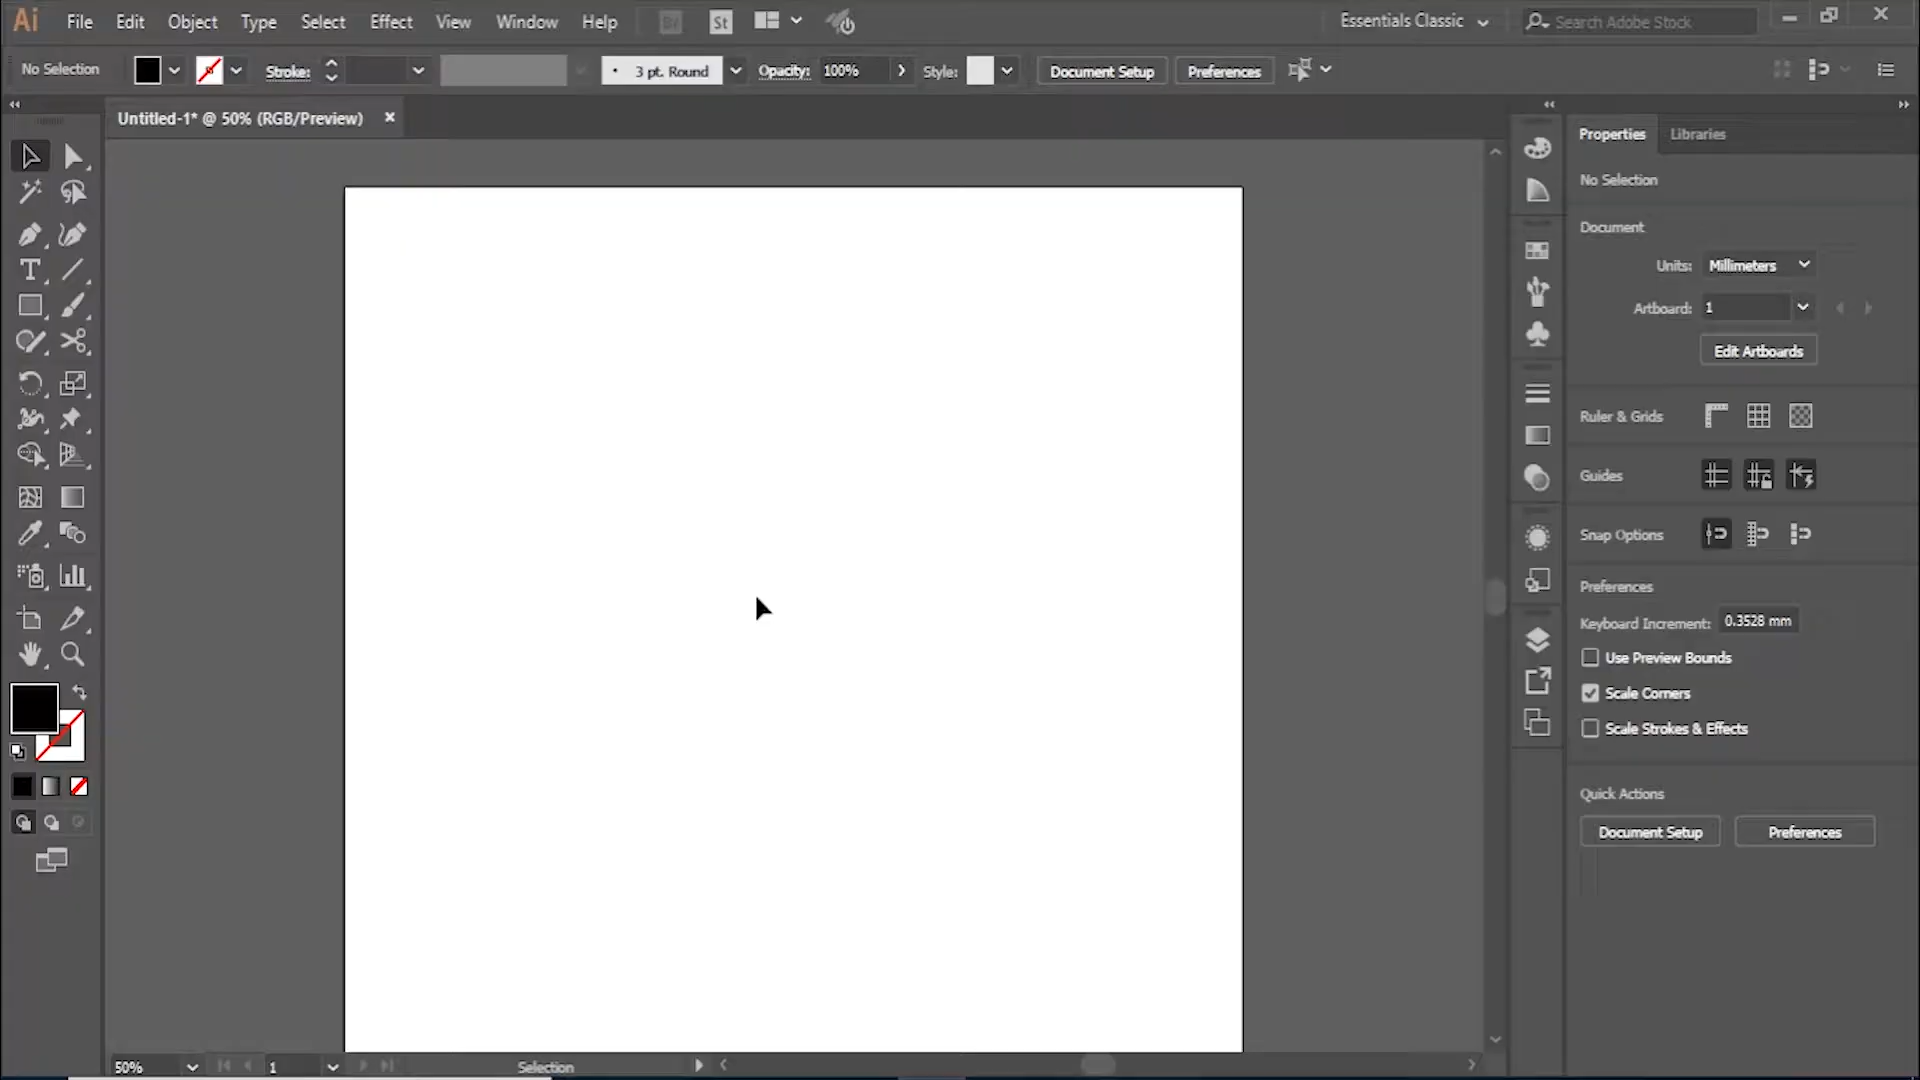 Ai File Edit Object Type Select Effect View Window Help Br St Essentials Classic Search Adobe Stock
No Selection Stroke: 3 pt. Round Opacity: 100% Style: Document Setup Preferences
Untitled-1* @ 50% (RGB/Preview)
Properties Libraries
No Selection
Document
Units: Millimeters
Artboard: 1
Edit Artboards
Ruler & Grids
Guides
Snap Options
Preferences
Keyboard Increment: 0.3528 mm
Use Preview Bounds
Scale Corners
Scale Strokes & Effects
Quick Actions
Document Setup Preferences
50% 1 Selection